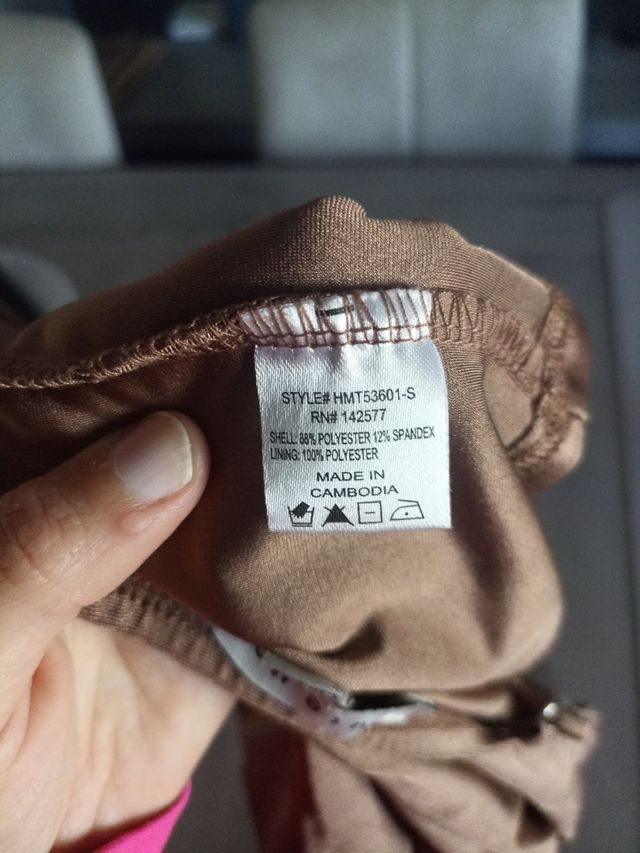 STYLE# HMT53601-S
RN# 142577
SHELL: 88% POLYESTER 12% SPANDEX
LINING: 100% POLYESTER
MADE IN
CAMBODIA